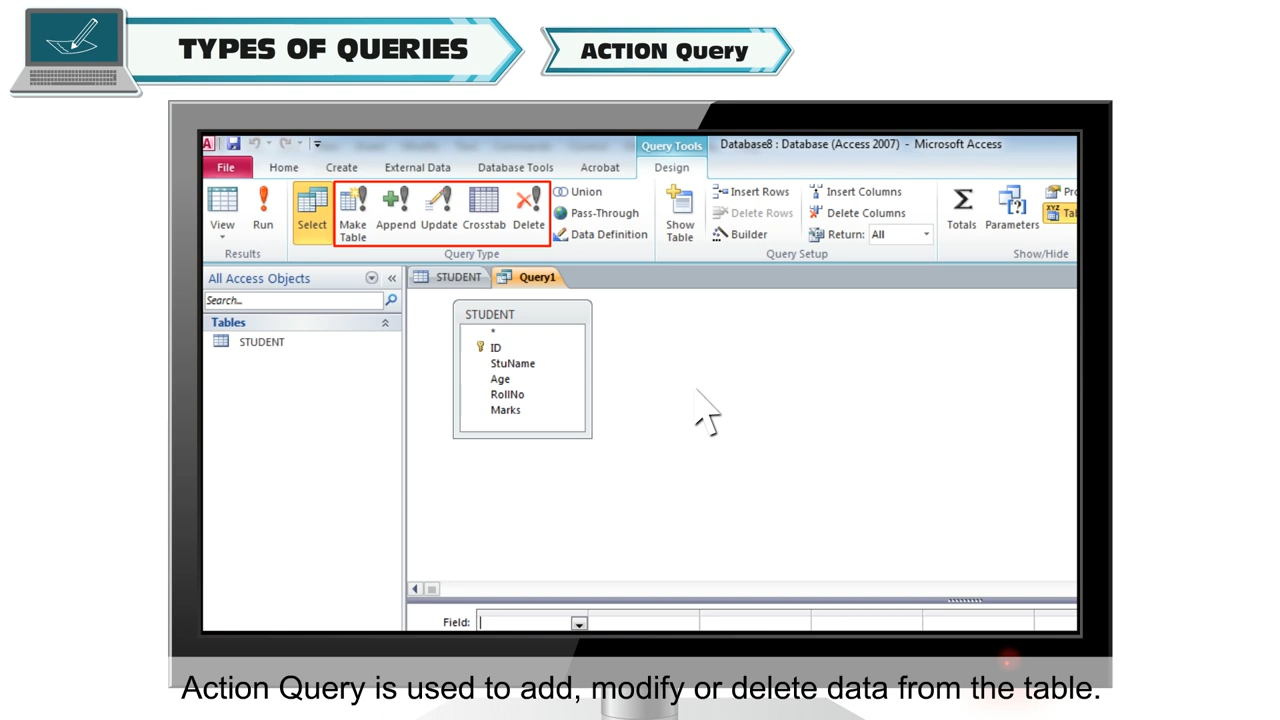 TYPES OF QUERIES
ACTION Query
Query Tools
Database8 : Database (Access 2007) - Microsoft Access
File Home Create External Data Database Tools Acrobat Design
View Run Select Make Table Append Update Crosstab Delete
Union
Pass-Through
Data Definition
Show Table
Insert Rows
Delete Rows
Builder
Insert Columns
Delete Columns
Return: All
Totals Parameters
Results Query Type Query Setup Show/Hide
All Access Objects
Search...
Tables
STUDENT
STUDENT Query1
STUDENT
*
ID
StuName
Age
RollNo
Marks
Field:
Action Query is used to add, modify or delete data from the table.